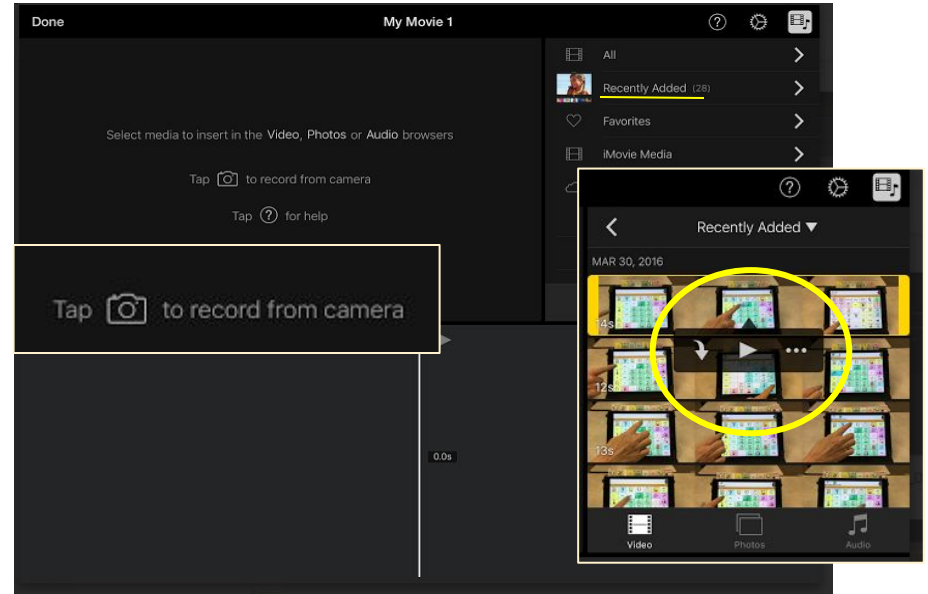 Done
My Movie 1
?
All
Recently Added (28)
Favorites
iMovie Media
Select media to insert in the Video, Photos or Audio browsers
Tap to record from camera
Tap ? for help
Tap to record from camera
0.0s
?
Recently Added ▼
MAR 30, 2016
14s
12s
13s
Video
Photos
Audio